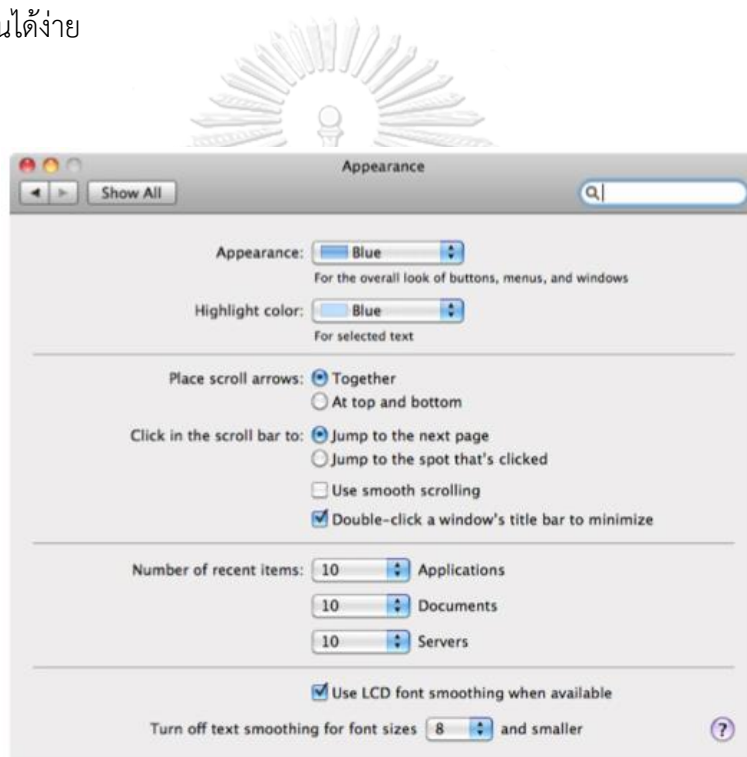 นได้ง่าย
Appearance
Show All
Appearance: Blue
For the overall look of buttons, menus, and windows
Highlight color: Blue
For selected text
Place scroll arrows: Together
At top and bottom
Click in the scroll bar to: Jump to the next page
Jump to the spot that's clicked
Use smooth scrolling
Double-click a window's title bar to minimize
Number of recent items: 10 Applications
10 Documents
10 Servers
Use LCD font smoothing when available
Turn off text smoothing for font sizes 8 and smaller ?